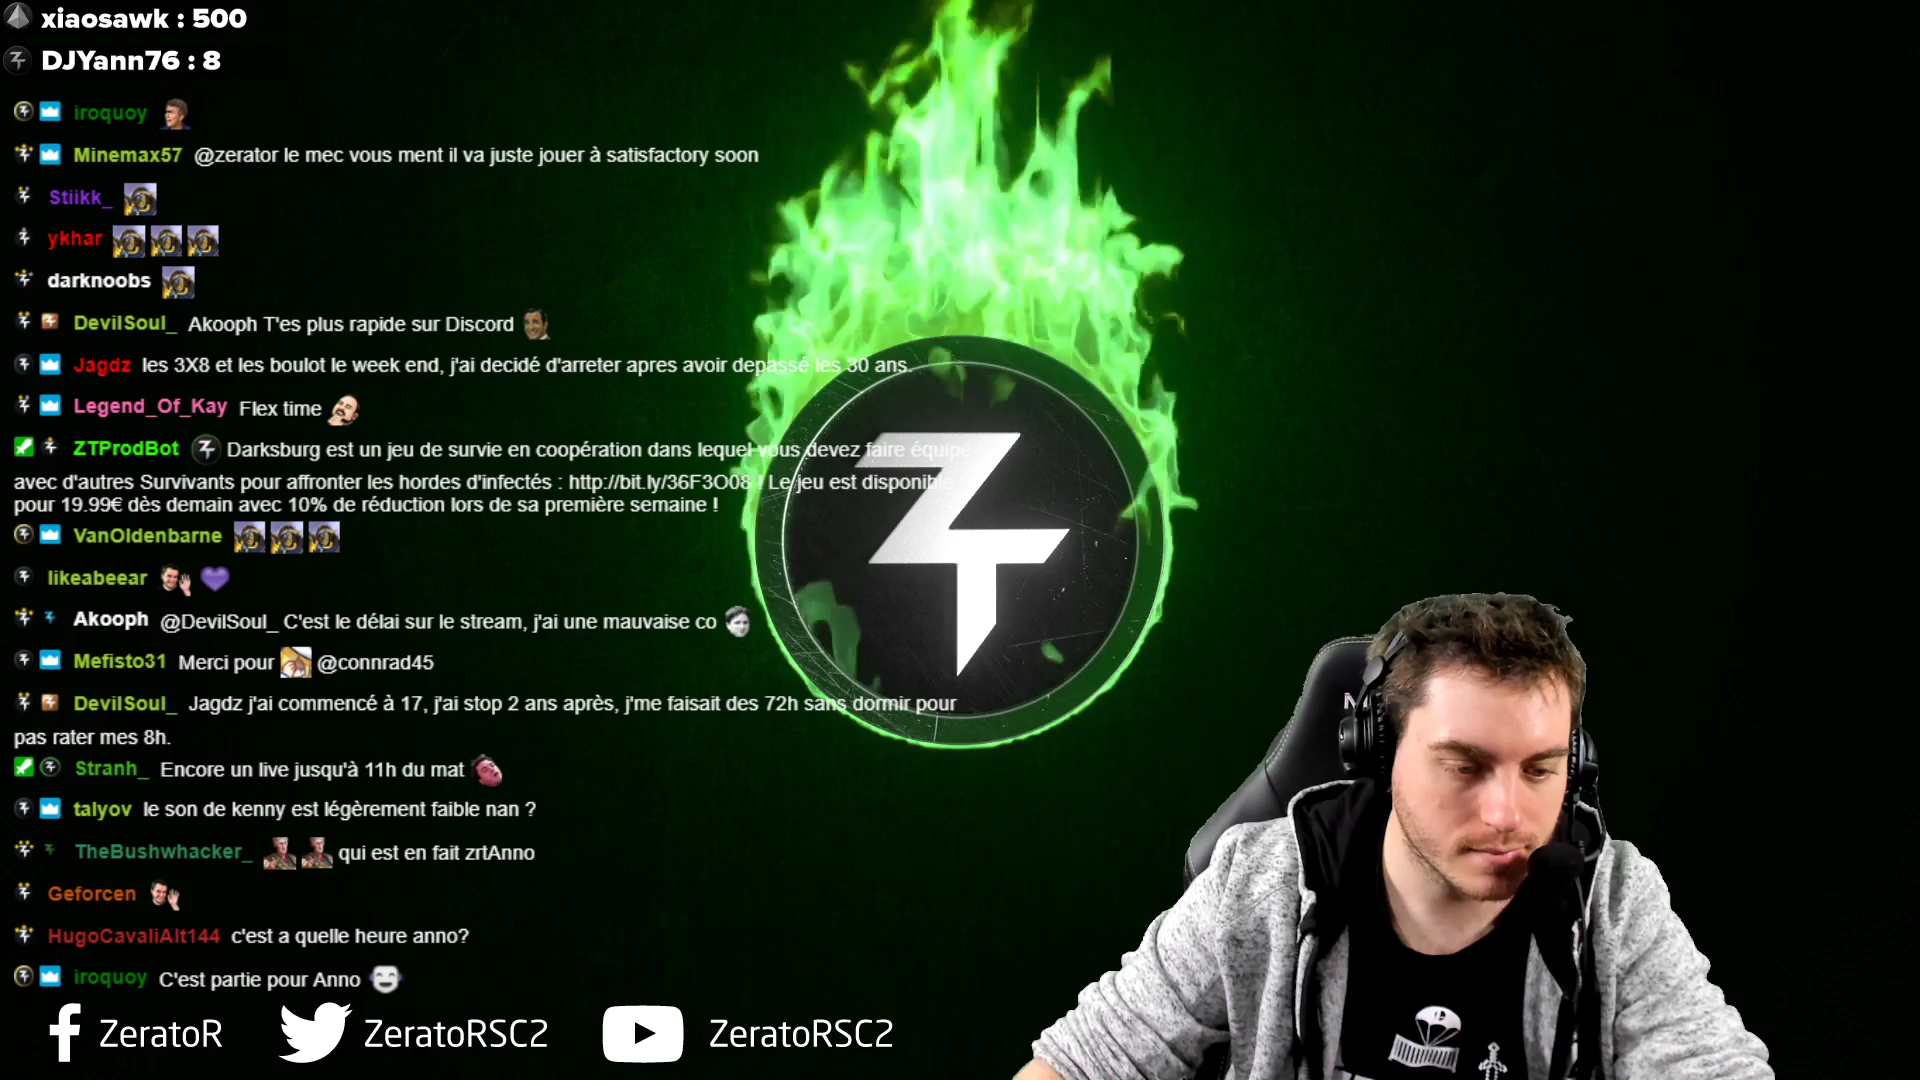 xiaosawk : 500
DJYann76 : 8
iroquoy
Minemax57 @zerator le mec vous ment il va juste jouer à satisfactory soon
Stiikk_
ykhar
darknoobs
DevilSoul_ Akooph T'es plus rapide sur Discord
Jagdz les 3X8 et les boulot le week end, j'ai decidé d'arreter apres avoir depassé les 30 ans.
Legend_Of_Kay Flex time
ZTProdBot Darksburg est un jeu de survie en coopération dans lequel vous devez faire équipe
avec d'autres Survivants pour affronter les hordes d'infectés : http://bit.ly/36F3O08 ! Le jeu est disponible
pour 19.99€ dès demain avec 10% de réduction lors de sa première semaine !
VanOldenbarne
likeabeear
Akooph @DevilSoul_ C'est le délai sur le stream, j'ai une mauvaise co
Mefisto31 Merci pour @connrad45
DevilSoul_ Jagdz j'ai commencé à 17, j'ai stop 2 ans après, j'me faisait des 72h sans dormir pour
pas rater mes 8h.
Stranh_ Encore un live jusqu'à 11h du mat
talyov le son de kenny est légèrement faible nan ?
TheBushwhacker_ qui est en fait zrtAnno
Geforcen
HugoCavaliAlt144 c'est a quelle heure anno?
iroquoy C'est partie pour Anno
ZeratoR ZeratoRSC2 ZeratoRSC2
ZT